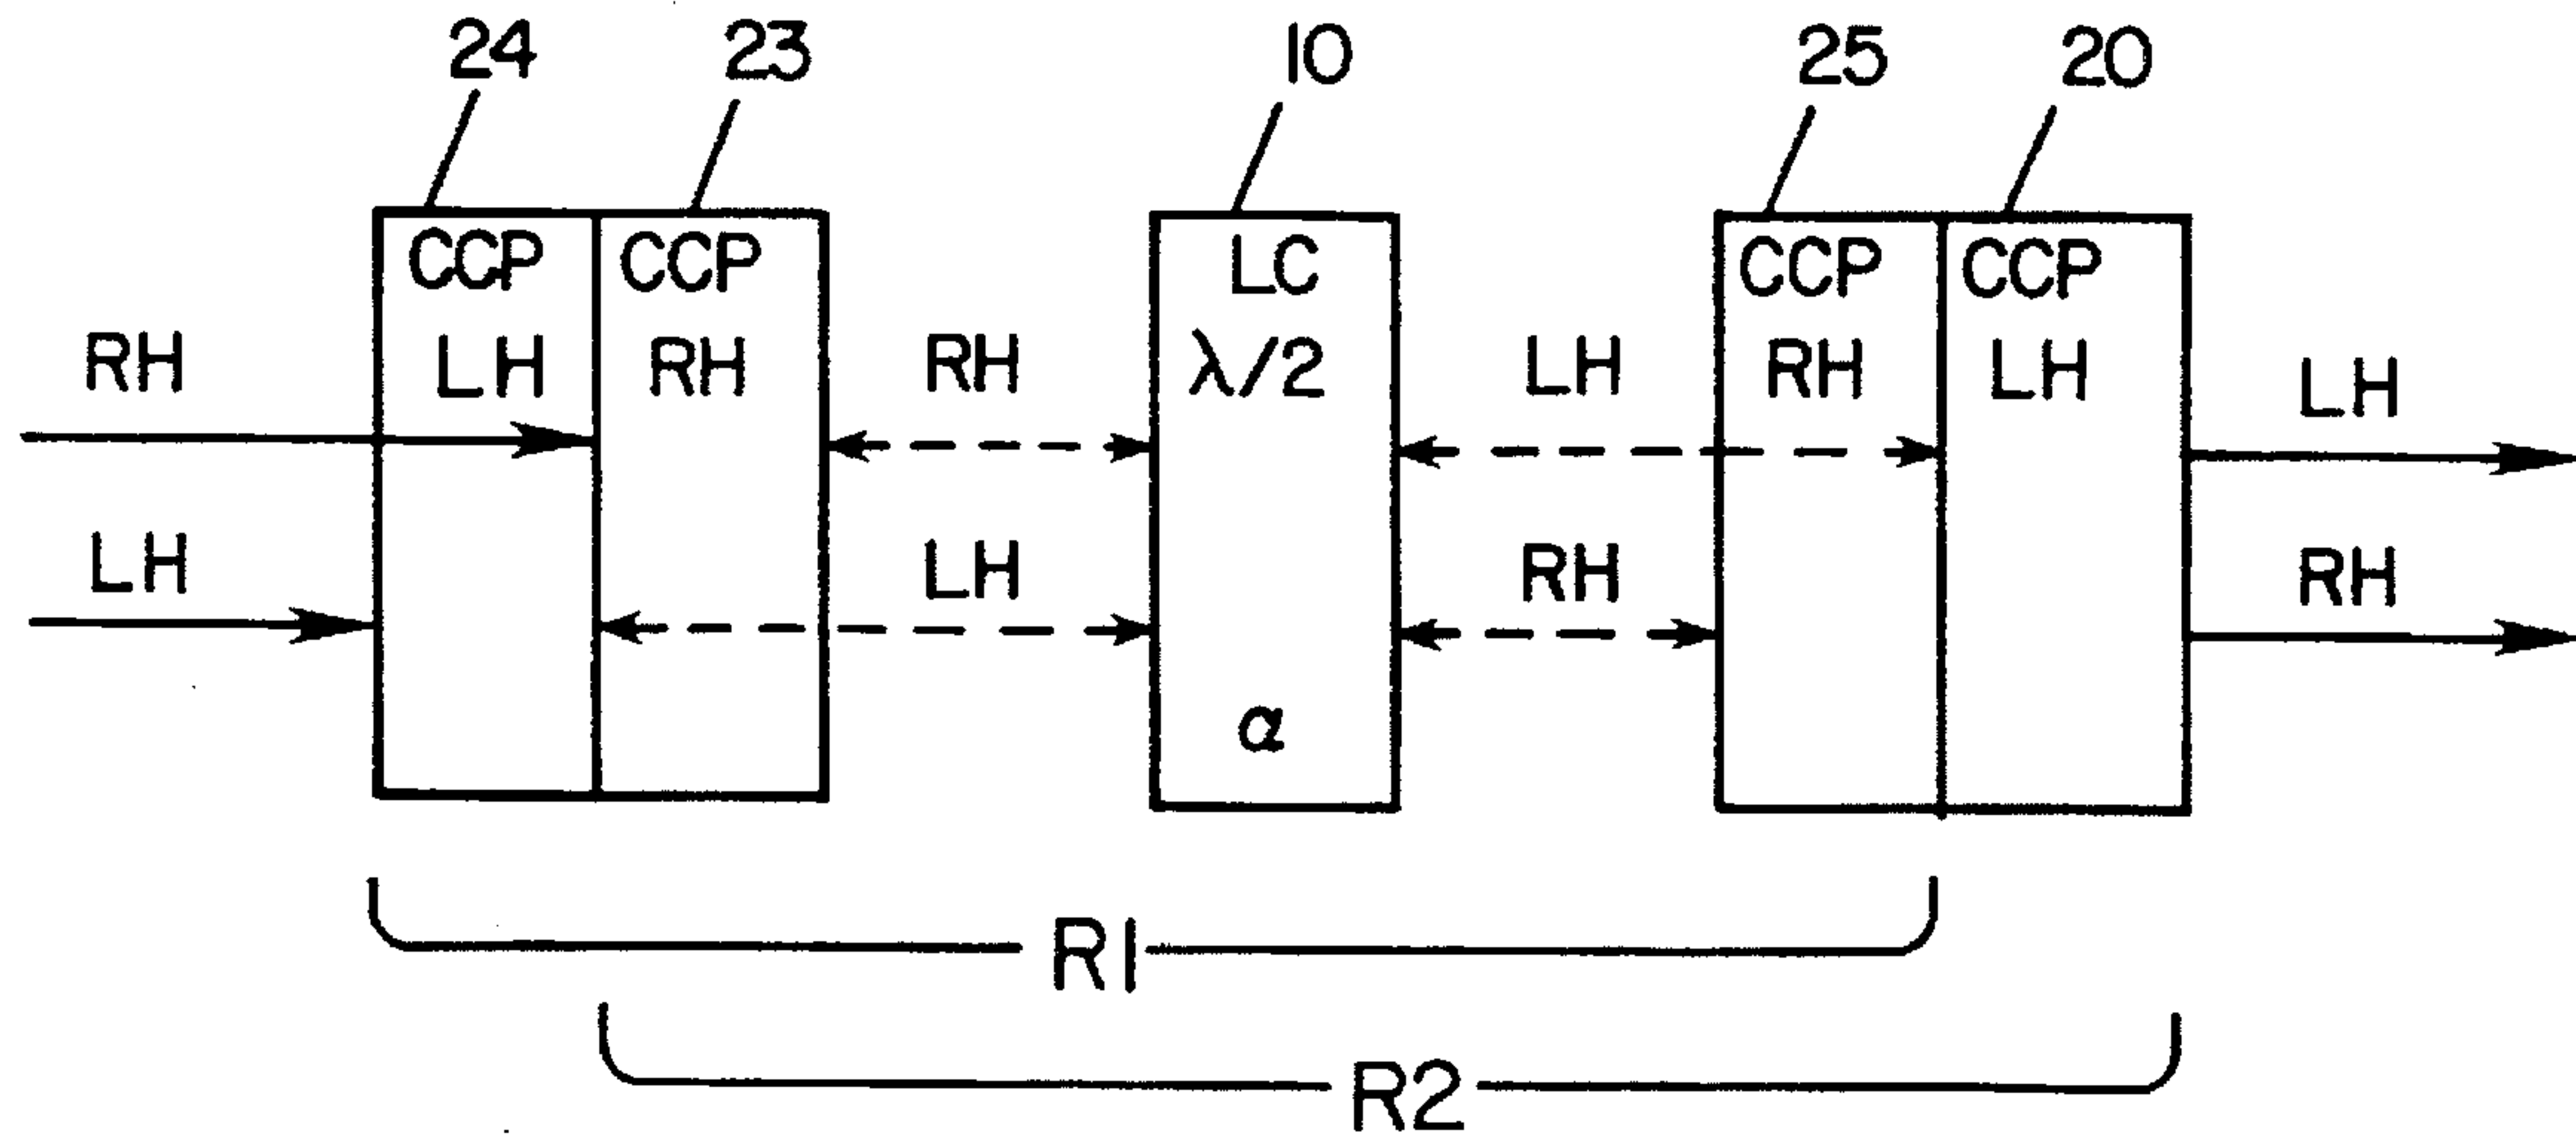 24 23 10 25 20
CCP CCP LC CCP CCP
RH LH RH RH λ/2 LH RH LH LH
LH LH RH RH
α
R1
R2